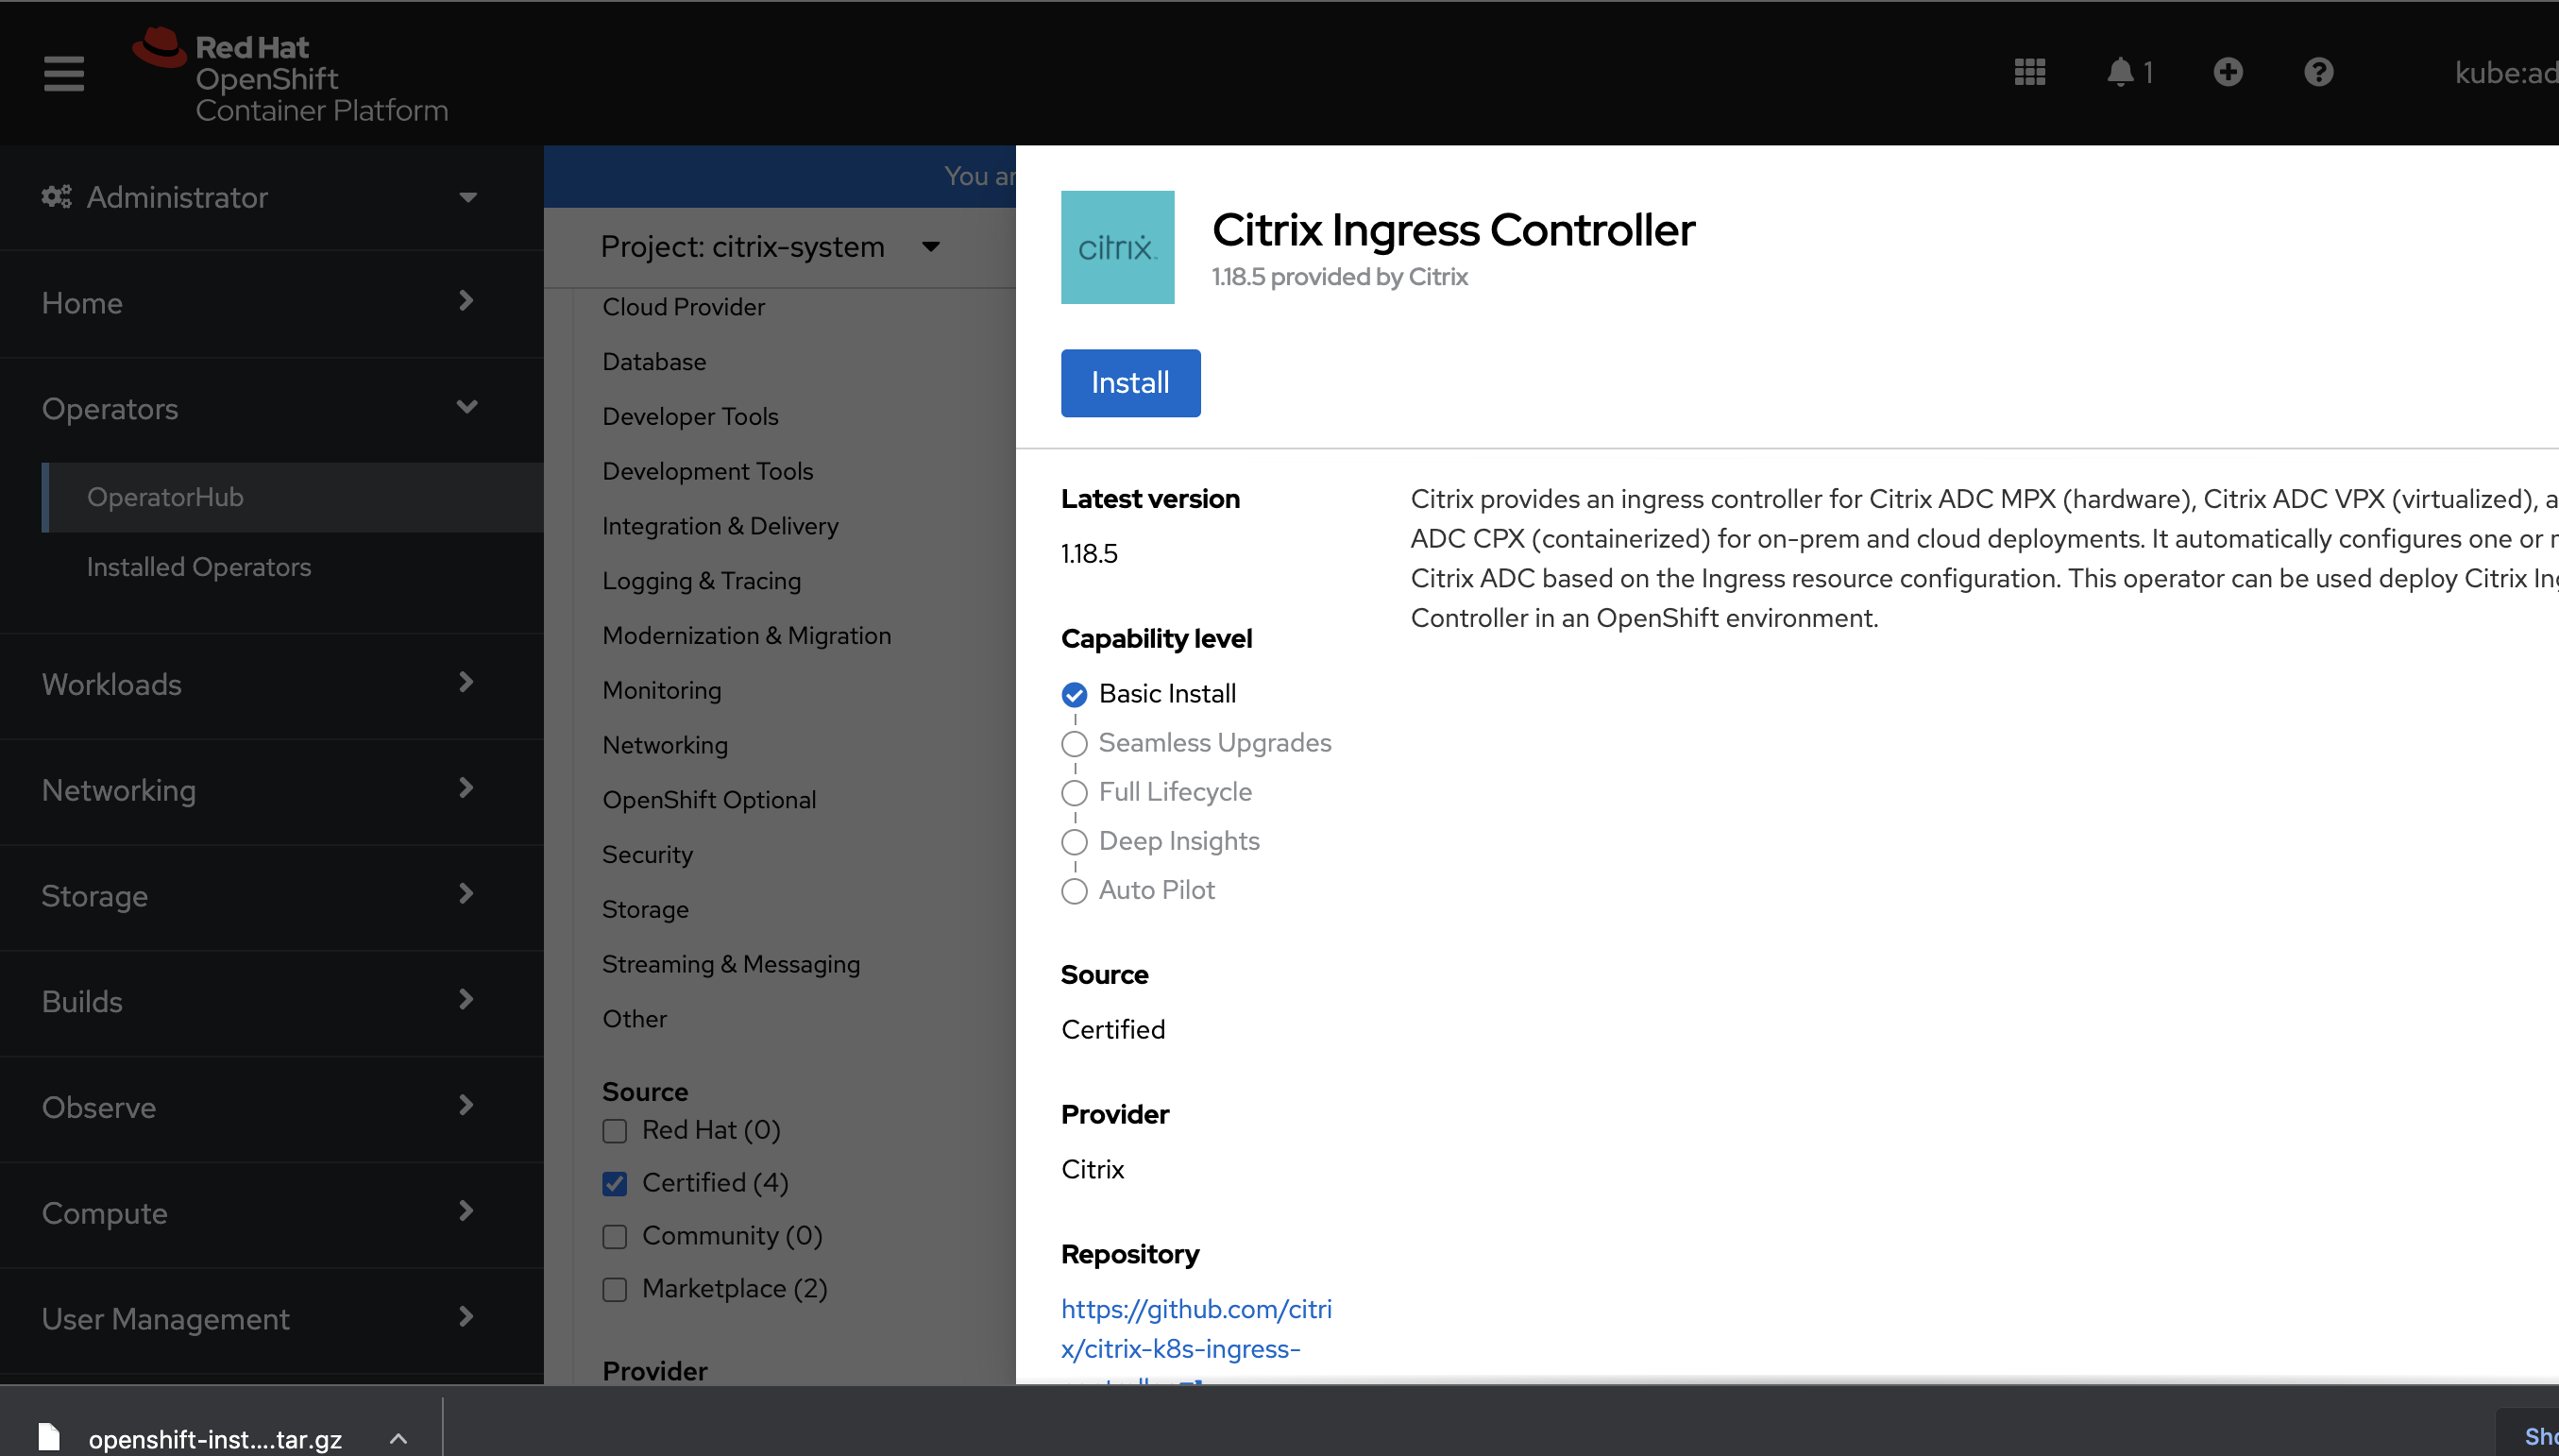 Red Hat
OpenShift
Container Platform
1
kube:ad
Administrator
Home
Operators
OperatorHub
Installed Operators
Workloads
Networking
Storage
Builds
Observe
Compute
User Management
You ar
Project: citrix-system
Cloud Provider
Database
Developer Tools
Development Tools
Integration & Delivery
Logging & Tracing
Modernization & Migration
Monitoring
Networking
OpenShift Optional
Security
Storage
Streaming & Messaging
Other
Source
Red Hat (0)
Certified (4)
Community (0)
Marketplace (2)
Provider
citrix
Citrix Ingress Controller
1.18.5 provided by Citrix
Install
Latest version
1.18.5
Capability level
Basic Install
Seamless Upgrades
Full Lifecycle
Deep Insights
Auto Pilot
Source
Certified
Provider
Citrix
Repository
https://github.com/citri
x/citrix-k8s-ingress-
Citrix provides an ingress controller for Citrix ADC MPX (hardware), Citrix ADC VPX (virtualized), a
ADC CPX (containerized) for on-prem and cloud deployments. It automatically configures one or
Citrix ADC based on the Ingress resource configuration. This operator can be used deploy Citrix Ing
Controller in an OpenShift environment.
openshift-inst....tar.gz
Sho